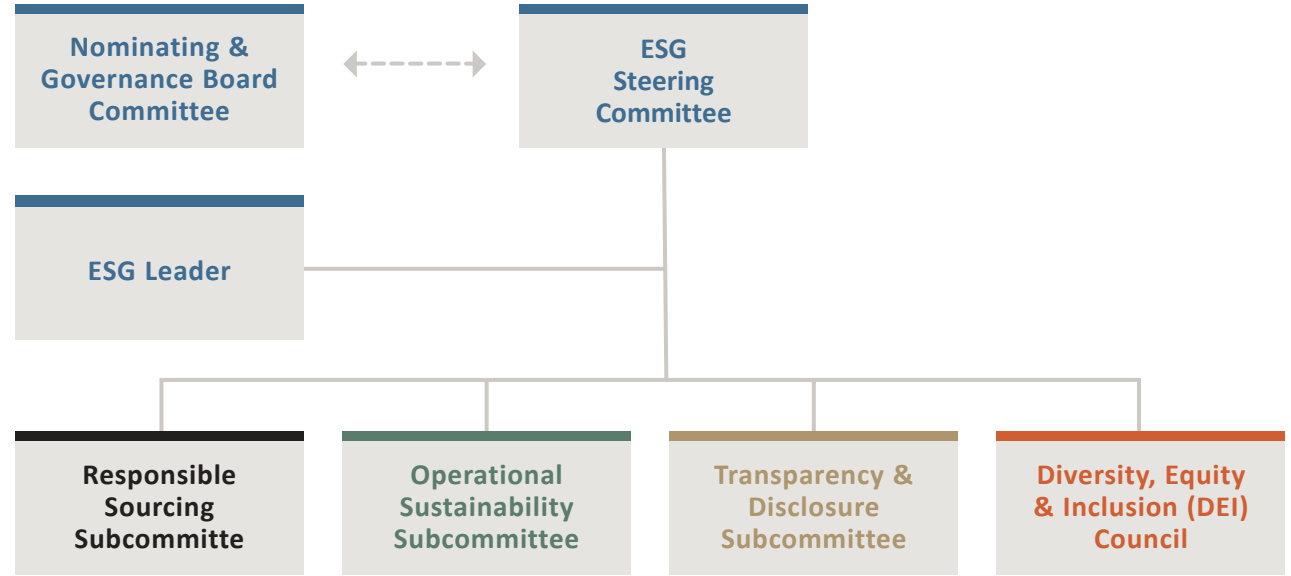 Nominating &
Governance Board
Committee
ESG
Steering
Committee
ESG Leader
Responsible
Sourcing
Subcommitte
Operational
Sustainability
Subcommittee
Transparency &
Disclosure
Subcommittee
Diversity, Equity
& Inclusion (DEI)
Council